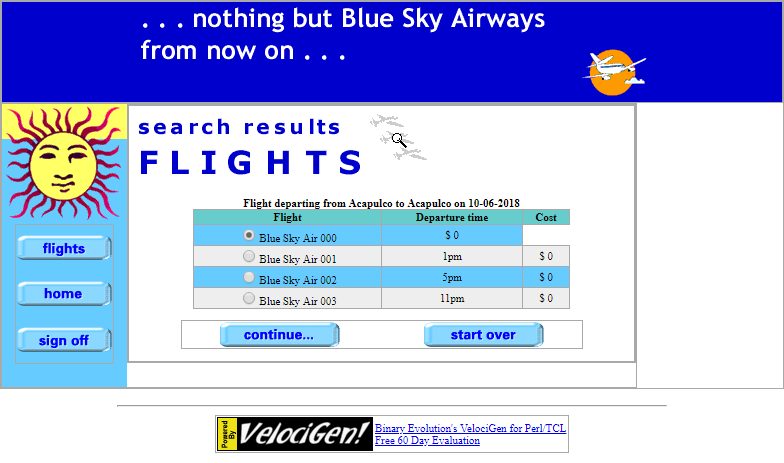 . . . nothing but Blue Sky Airways
from now on . . .
search results
FLIGHTS
flights
home
sign off
Flight departing from Acapulco to Acapulco on 10-06-2018
Flight Departure time Cost
Blue Sky Air 000 $ 0
Blue Sky Air 001 1pm $ 0
Blue Sky Air 002 5pm $ 0
Blue Sky Air 003 11pm $ 0
continue... start over
Powered By VelociGen!
Binary Evolution's VelociGen for Perl/TCL
Free 60 Day Evaluation